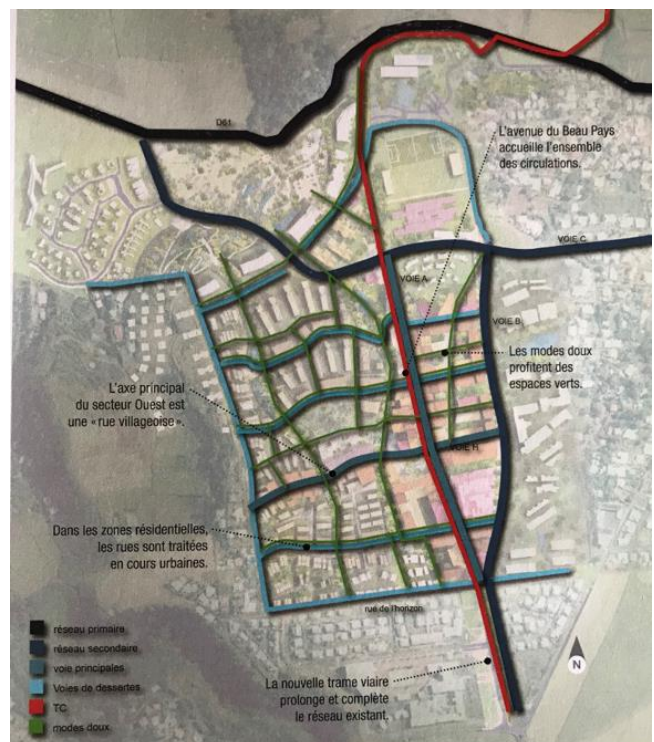 D61
L'avenue du Beau Pays
accueille l'ensemble
des circulations.
VOIE C
VOIE A
VOIE B
Les modes doux
profitent des
espaces verts.
L'axe principal
du secteur Ouest est
une « rue villageoise ».
VOIE H
Dans les zones résidentielles,
les rues sont traitées
en cours urbaines.
rue de l'horizon
réseau primaire
réseau secondaire
voie principales
Voies de dessertes
TC
modes doux
La nouvelle trame viaire
prolonge et complète
le réseau existant.
N